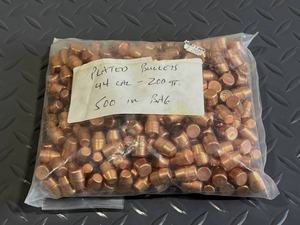 PLATED BULLETS
44 CAL - 200 gr.
500 IN BAG